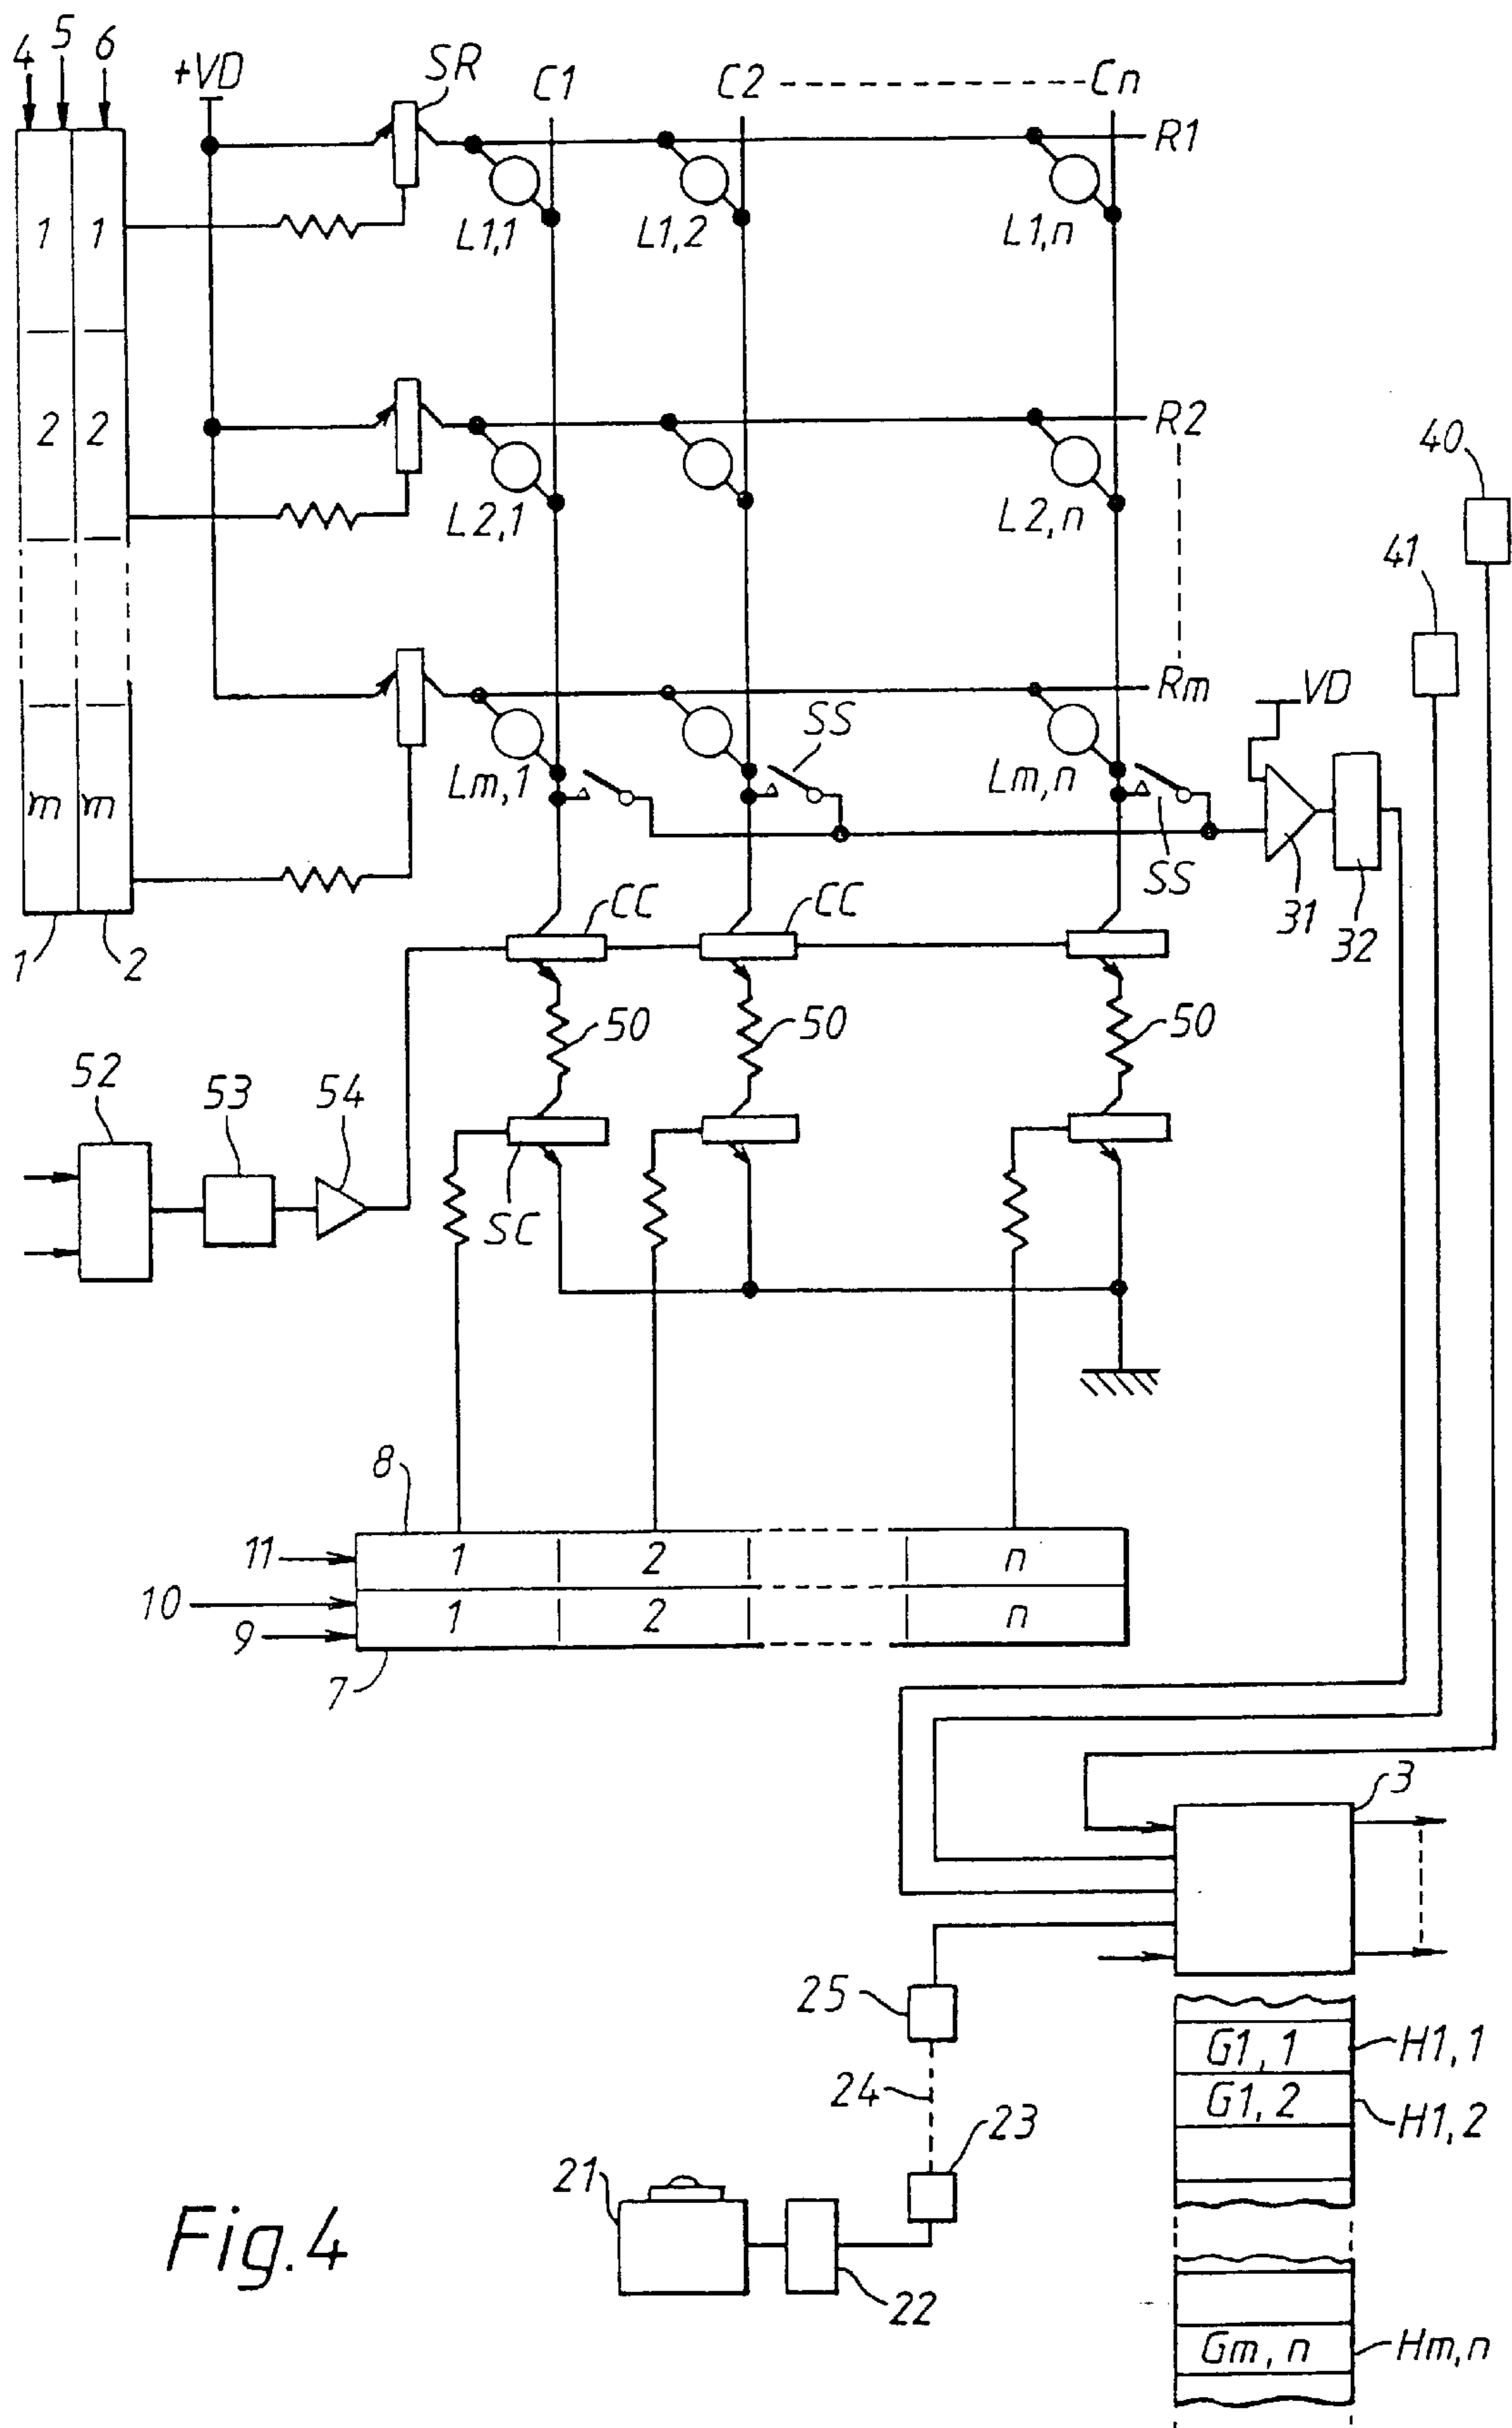 4 5 6
+VD
SR
C1
C2
Cn
R1
1 1
L1,1
L1,2
L1,n
R2
2 2
L2,1
L2,n
40
41
Rm
VD
SS
m m
Lm,1
Lm,n
SS
31
32
1 2
CC
CC
50
50
50
52
53
54
SC
8
11
1 2 n
10
9
1 2 n
7
3
25
G1,1
H1,1
24
G1,2
H1,2
23
21
22
Gm,n
Hm,n
Fig.4